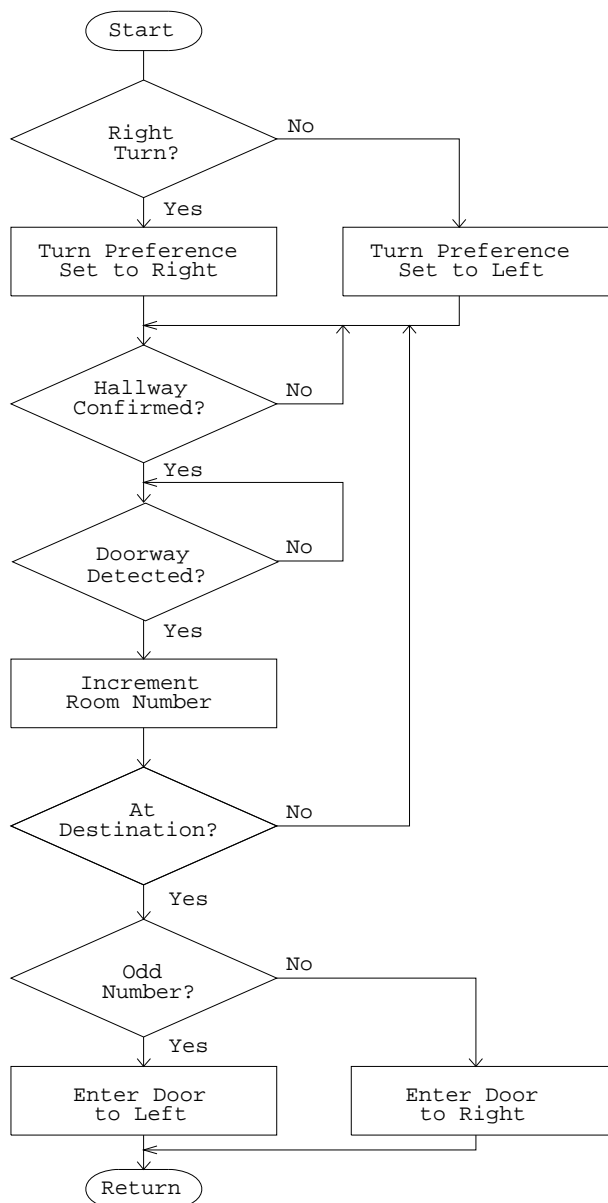 Start
Right
Turn?
No
Yes
Turn Preference
Set to Right
Turn Preference
Set to Left
Hallway
Confirmed?
No
Yes
Doorway
Detected?
No
Yes
Increment
Room Number
At
Destination?
No
Yes
Odd
Number?
No
Yes
Enter Door
to Left
Enter Door
to Right
Return